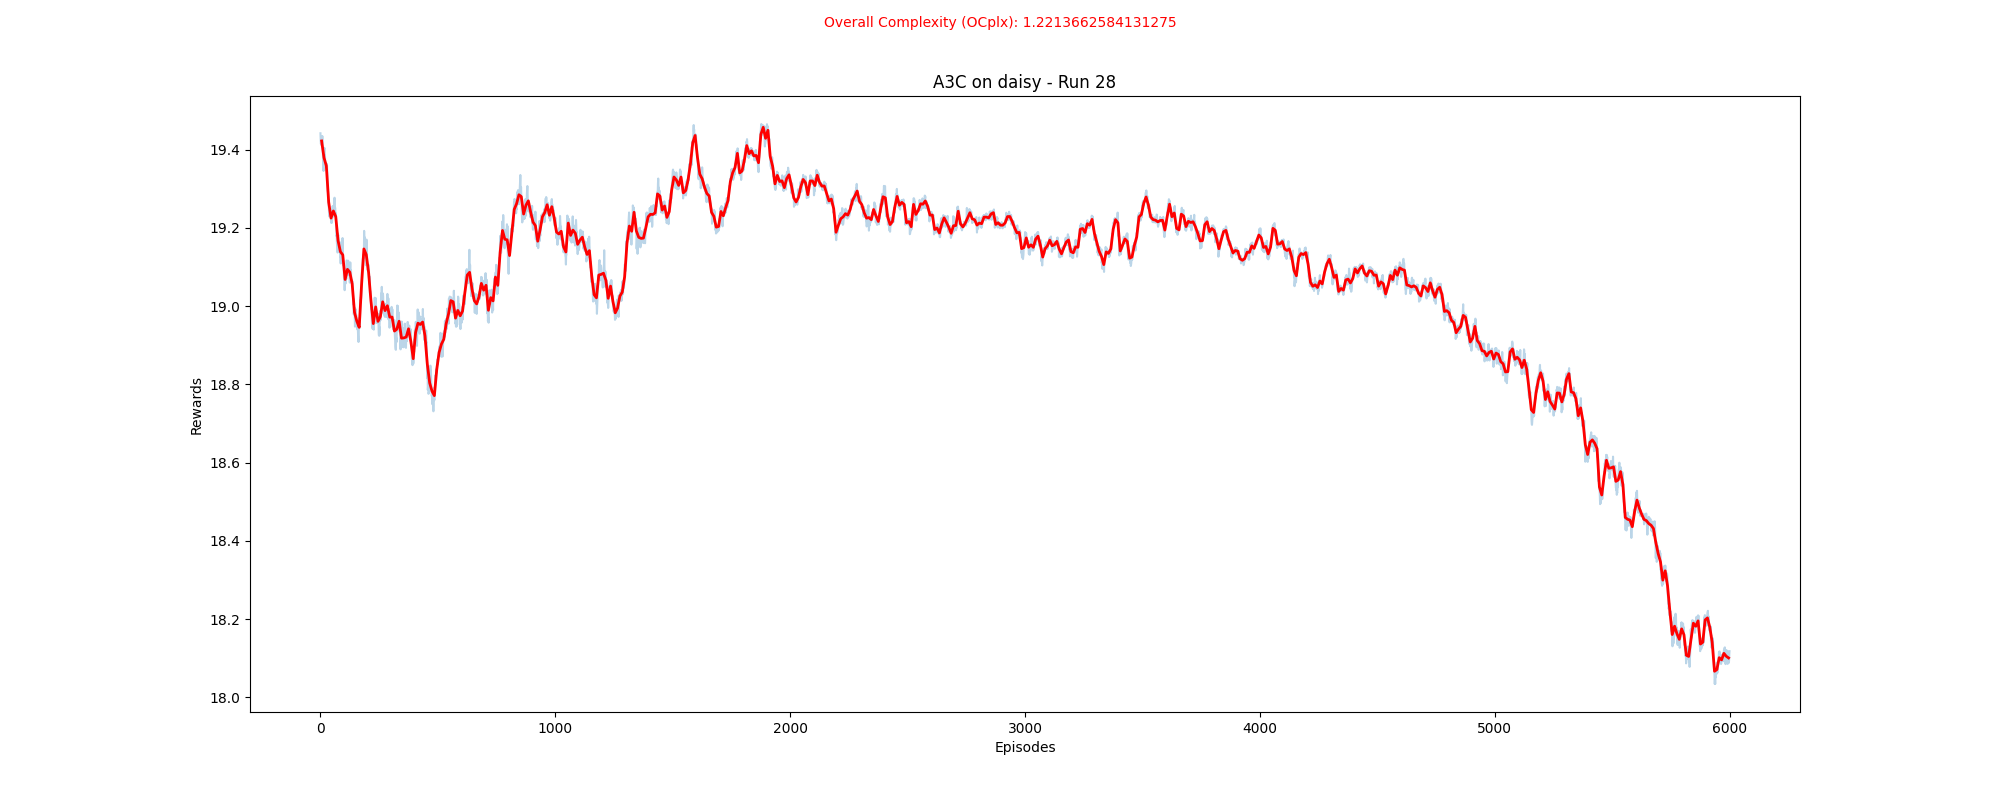 Overall Complexity (OCplx): 1.2213662584131275
A3C on daisy - Run 28
19.4
19.2
19.0
18.8
18.6
18.4
18.2
18.0
Rewards
0 1000 2000 3000 4000 5000 6000
Episodes